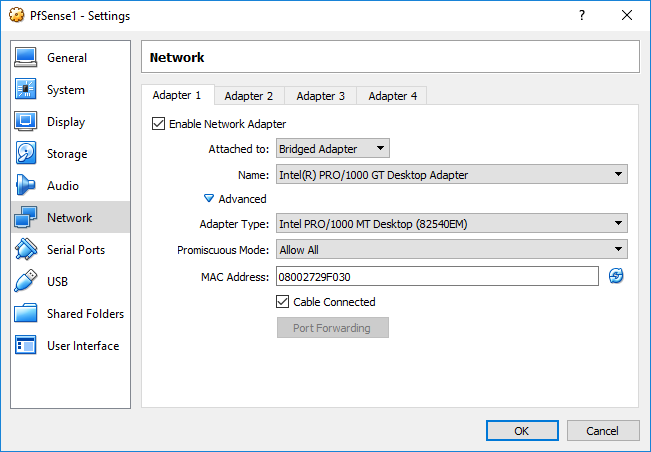 PfSense1 - Settings
?
General
System
Display
Storage
Audio
Network
Serial Ports
USB
Shared Folders
User Interface
Network
Adapter 1
Adapter 2
Adapter 3
Adapter 4
Enable Network Adapter
Attached to: Bridged Adapter
Name: Intel(R) PRO/1000 GT Desktop Adapter
Advanced
Adapter Type: Intel PRO/1000 MT Desktop (82540EM)
Promiscuous Mode: Allow All
MAC Address: 08002729F030
Cable Connected
Port Forwarding
OK
Cancel